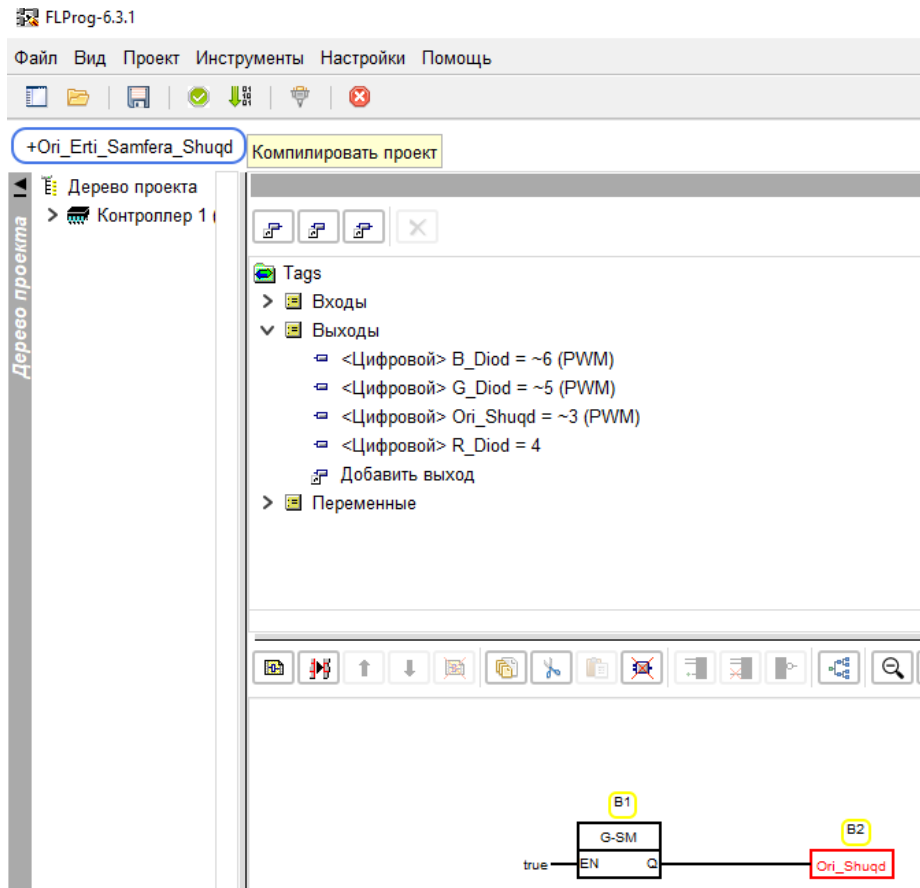 FLProg-6.3.1
Файл Вид Проект Инструменты Настройки Помощь
+Ori_Erti_Samfera_Shuqd
Компилировать проект
Дерево проекта
Контроллер 1 (
Дерево проекта
Tags
Входы
Выходы
<Цифровой> B_Diod = ~6 (PWM)
<Цифровой> G_Diod = ~5 (PWM)
<Цифровой> Ori_Shuqd = ~3 (PWM)
<Цифровой> R_Diod = 4
Добавить выход
Переменные
B1
G-SM
B2
true EN Q Ori_Shuqd